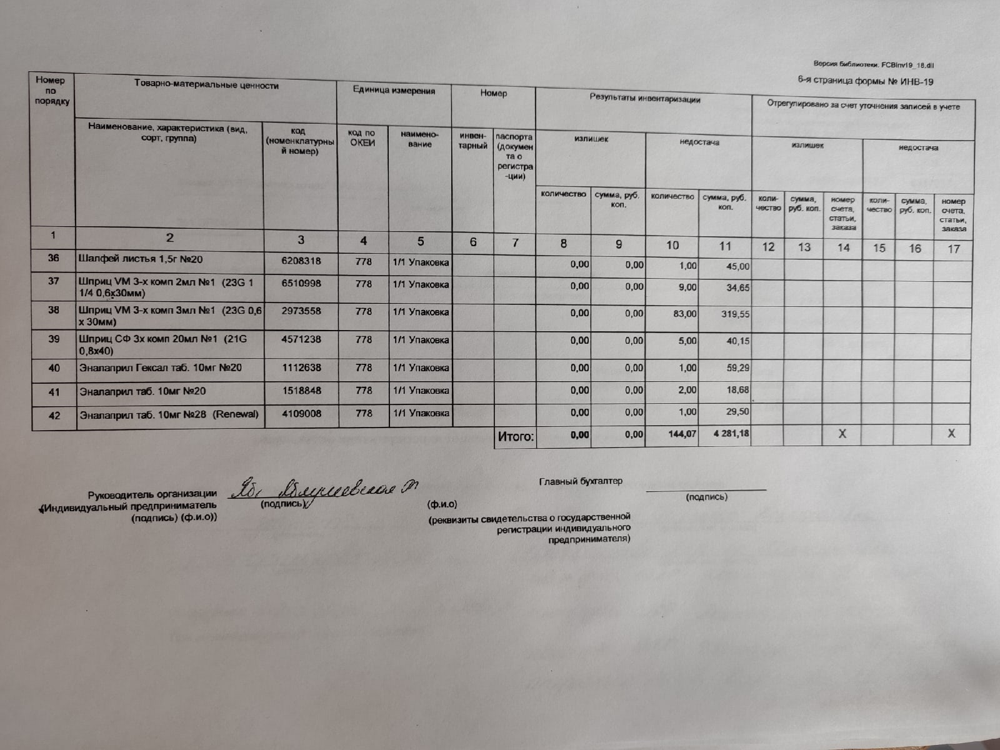 Версия библиотеки: FCBInv19_18.dll
6-я страница формы № ИНВ-19
Номер по порядку
Товарно-материальные ценности
Единица измерения
Номер
Результаты инвентаризации
Отрегулировано за счет уточнения записей в учете
Наименование, характеристика (вид, сорт, группа)
код (номенклатурный номер)
код по ОКЕИ
наимено-вание
инвен-тарный
паспорта (документа о регистра-ции)
излишек
недостача
излишек
недостача
количество
сумма, руб. коп.
количество
сумма, руб. коп.
коли-чество
сумма, руб. коп.
номер счета, статьи, заказа
коли-чество
сумма, руб. коп.
номер счета, статьи, заказа
1 2 3 4 5 6 7 8 9 10 11 12 13 14 15 16 17
36 Шалфей листья 1,5г №20 6208318 778 1/1 Упаковка 0,00 0,00 1,00 45,00
37 Шприц VM 3-х комп 2мл №1 (23G 1 1/4 0,6х30мм) 6510998 778 1/1 Упаковка 0,00 0,00 9,00 34,65
38 Шприц VM 3-х комп 3мл №1 (23G 0,6 х 30мм) 2973558 778 1/1 Упаковка 0,00 0,00 83,00 319,55
39 Шприц СФ 3х комп 20мл №1 (21G 0,8х40) 4571238 778 1/1 Упаковка 0,00 0,00 5,00 40,15
40 Эналаприл Гексал таб. 10мг №20 1112638 778 1/1 Упаковка 0,00 0,00 1,00 59,29
41 Эналаприл таб. 10мг №20 1518848 778 1/1 Упаковка 0,00 0,00 2,00 18,68
42 Эналаприл таб. 10мг №28 (Renewal) 4109008 778 1/1 Упаковка 0,00 0,00 1,00 29,50
Итого: 0,00 0,00 144,07 4 281,18 X X
Руководитель организации
(Индивидуальный предприниматель
(подпись) (ф.и.о))
(подпись)
(ф.и.о)
(реквизиты свидетельства о государственной
регистрации индивидуального
предпринимателя)
Главный бухгалтер
(подпись)